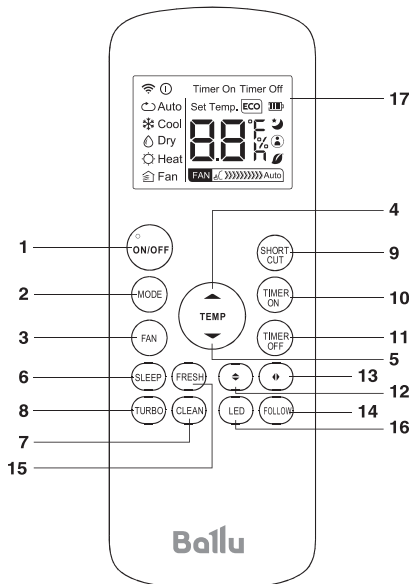 Timer On Timer Off
Auto Set Temp. ECO
Cool
Dry
Heat
Fan
88 °F % h
FAN Auto
17
4
1
ON/OFF
SHORT CUT
9
2
MODE
TEMP
TIMER ON
10
3
FAN
TIMER OFF
11
5
6
SLEEP
FRESH
13
12
8
TURBO
CLEAN
LED
FOLLOW
14
7
16
15
Ballu